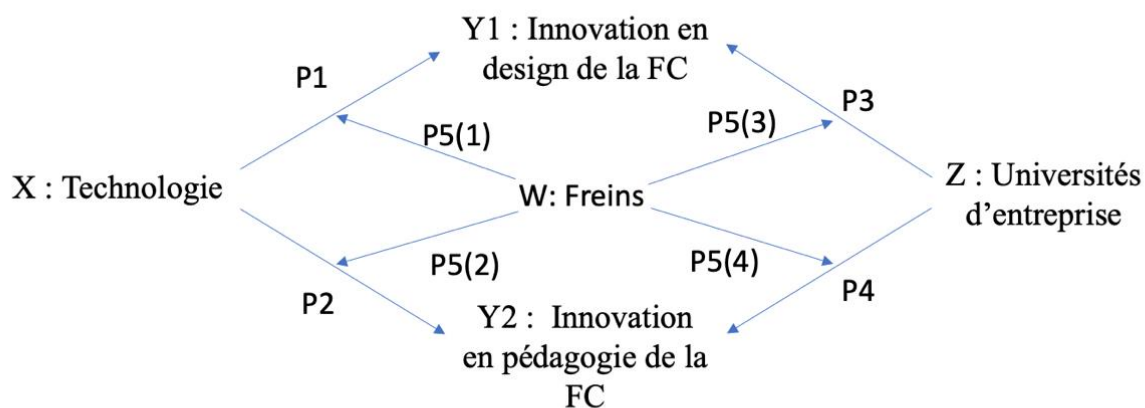 Y1 : Innovation en
design de la FC
P1
P3
P5(1)
P5(3)
X : Technologie
W: Freins
Z : Universités
d’entreprise
P5(2)
P5(4)
P2
P4
Y2 :  Innovation
en pédagogie de la
FC